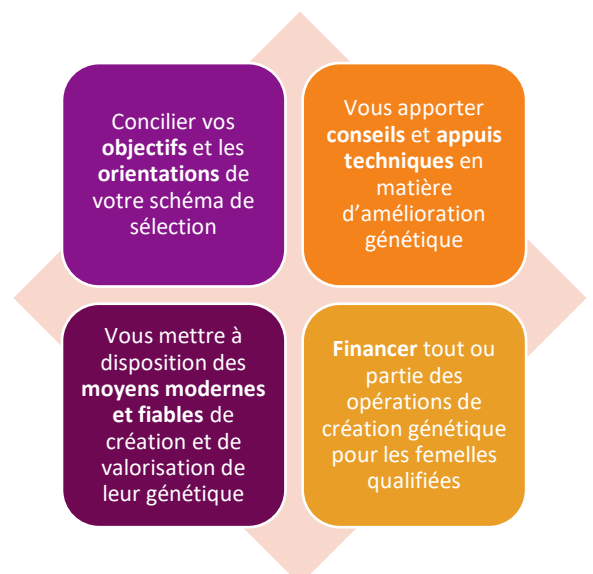 Concilier vos
objectifs et les
orientations de
votre schéma de
sélection
Vous apporter
conseils et appuis
techniques en
matière
d’amélioration
génétique
Vous mettre à
disposition des
moyens modernes
et fiables de
création et de
valorisation de
leur génétique
Financer tout ou
partie des
opérations de
création génétique
pour les femelles
qualifiées